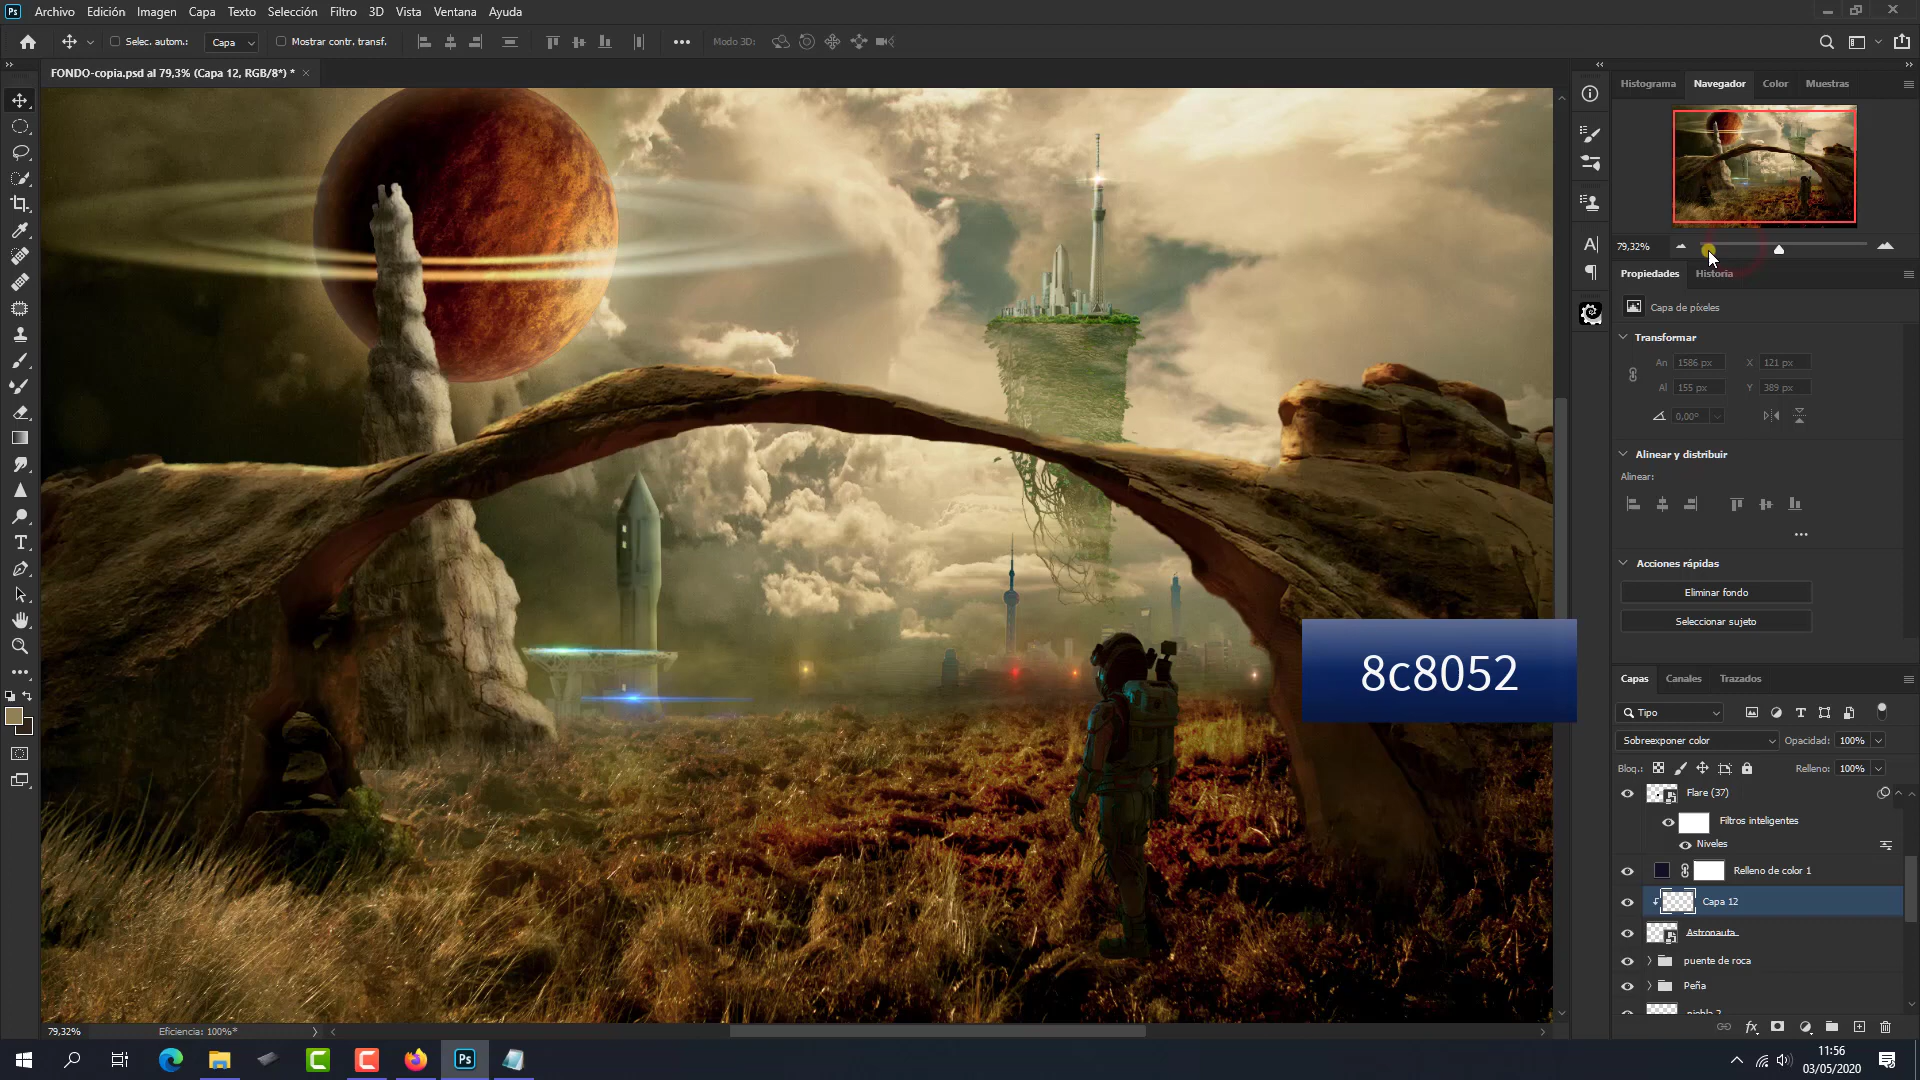 Ps Archivo Edición Imagen Capa Texto Selección Filtro 3D Vista Ventana Ayuda
Selec. autom.: Capa Mostrar contr. transf. Modo 3D:
FONDO-copia.psd al 79,3% (Capa 12, RGB/8*) *
Histograma Navegador Color Muestras
79,32%
Propiedades Historia
Capa de píxeles
Transformar
An 1586 px X 121 px
Al 155 px Y 389 px
0,00°
Alinear y distribuir
Alinear:
Acciones rápidas
Eliminar fondo
Seleccionar sujeto
8c8052
Capas Canales Trazados
Tipo
Sobreexponer color Opacidad: 100%
Bloq.: Relleno: 100%
Flare (37)
Filtros inteligentes
Niveles
Relleno de color 1
Capa 12
Astronauta
puente de roca
Peña
niebla 2
79,32% Eficiencia: 100%*
Ps
11:56
03/05/2020